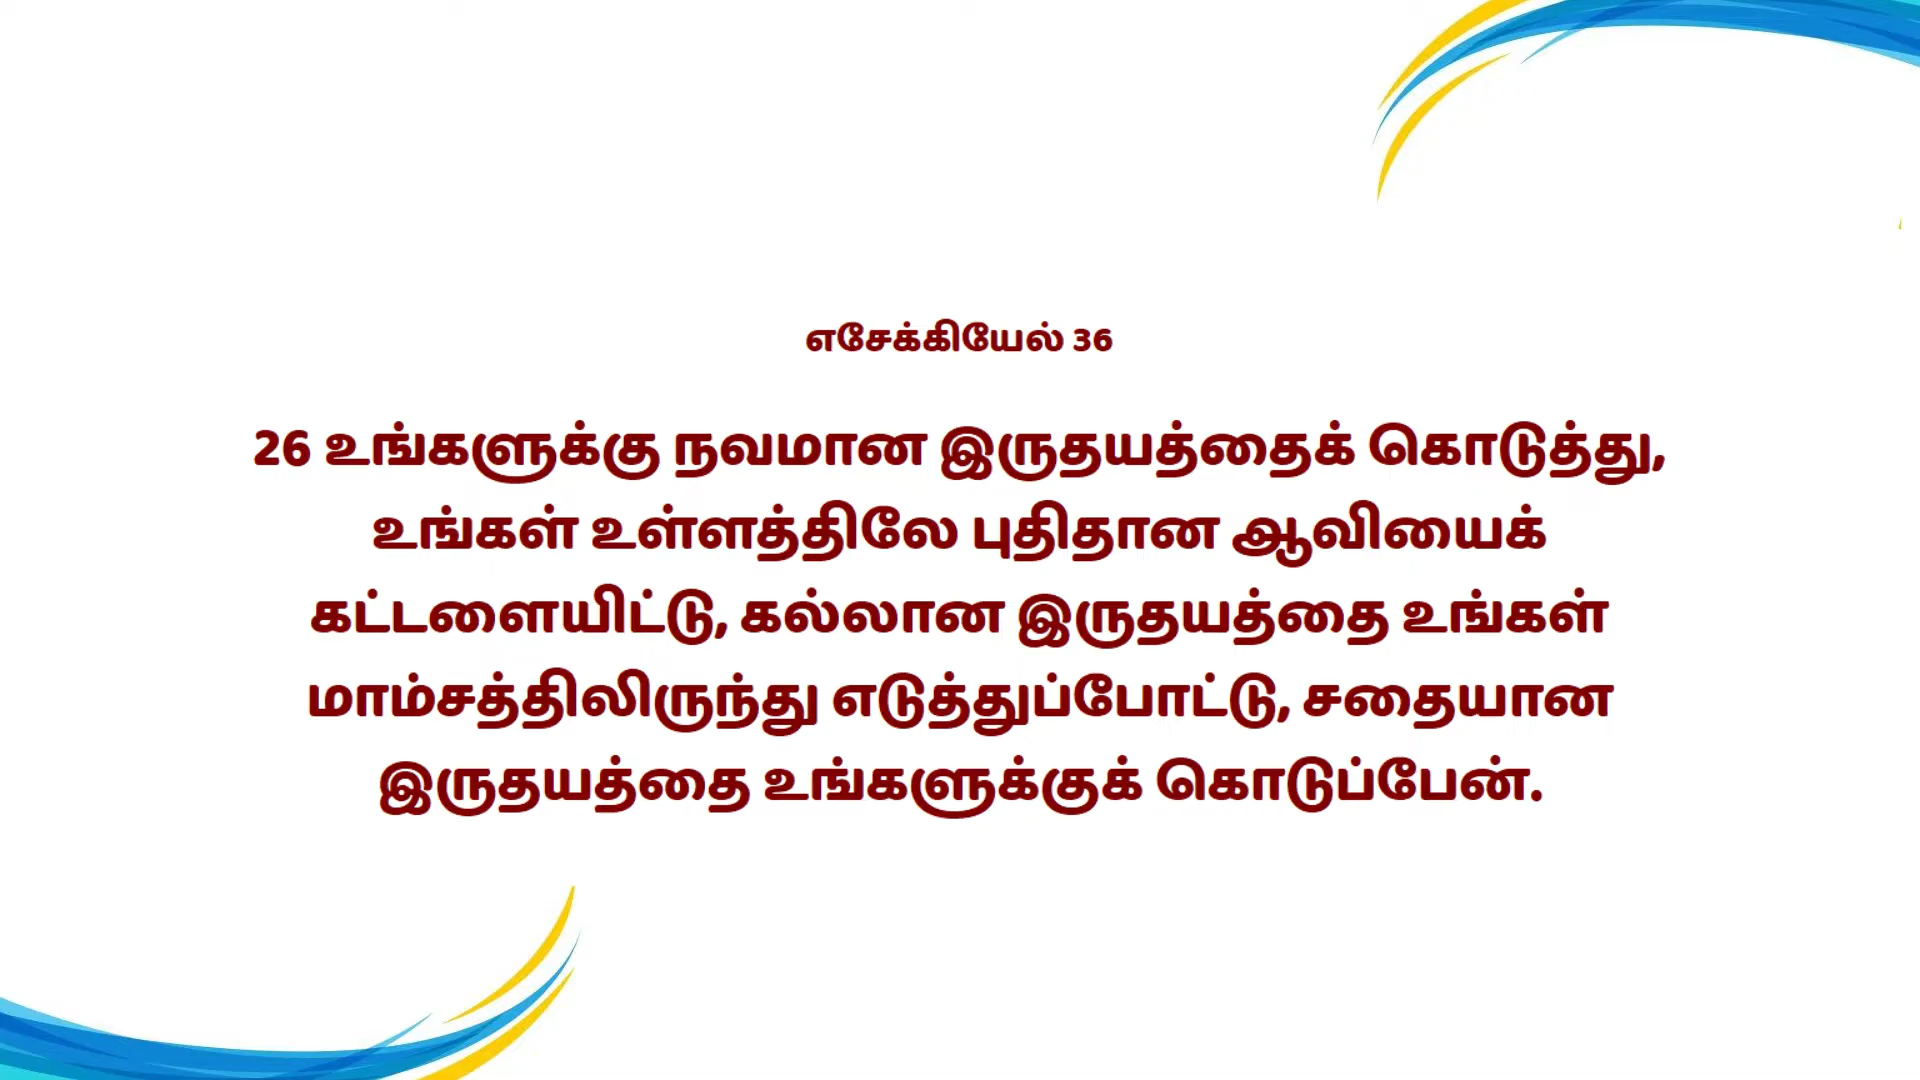 எசேக்கியேல் 36
26 உங்களுக்கு நவமான இருதயத்தைக் கொடுத்து,
உங்கள் உள்ளத்திலே புதிதான ஆவியைக்
கட்டளையிட்டு, கல்லான இருதயத்தை உங்கள்
மாம்சத்திலிருந்து எடுத்துப்போட்டு, சதையான
இருதயத்தை உங்களுக்குக் கொடுப்பேன்.